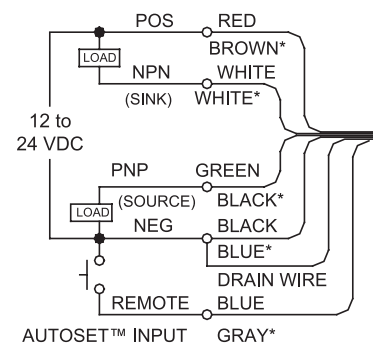 POS RED
BROWN*
LOAD
NPN WHITE
(SINK) WHITE*
12 to
24 VDC
PNP GREEN
(SOURCE) BLACK*
LOAD
NEG BLACK
BLUE*
DRAIN WIRE
REMOTE BLUE
AUTOSET™ INPUT GRAY*